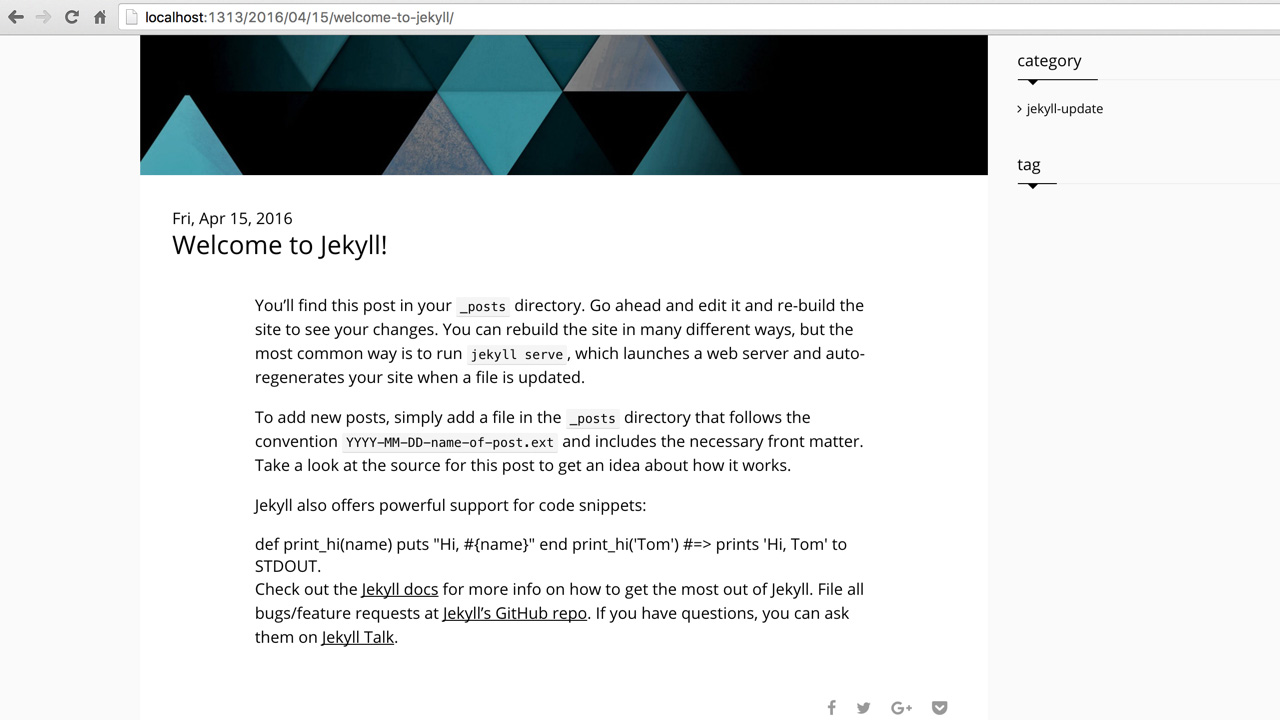 localhost:1313/2016/04/15/welcome-to-jekyll/
category
jekyll-update
tag
Fri, Apr 15, 2016
Welcome to Jekyll!
You’ll find this post in your _posts directory. Go ahead and edit it and re-build the
site to see your changes. You can rebuild the site in many different ways, but the
most common way is to run jekyll serve, which launches a web server and auto-
regenerates your site when a file is updated.
To add new posts, simply add a file in the _posts directory that follows the
convention YYYY-MM-DD-name-of-post.ext and includes the necessary front matter.
Take a look at the source for this post to get an idea about how it works.
Jekyll also offers powerful support for code snippets:
def print_hi(name) puts "Hi, #{name}" end print_hi('Tom') #=> prints 'Hi, Tom' to
STDOUT.
Check out the Jekyll docs for more info on how to get the most out of Jekyll. File all
bugs/feature requests at Jekyll’s GitHub repo. If you have questions, you can ask
them on Jekyll Talk.